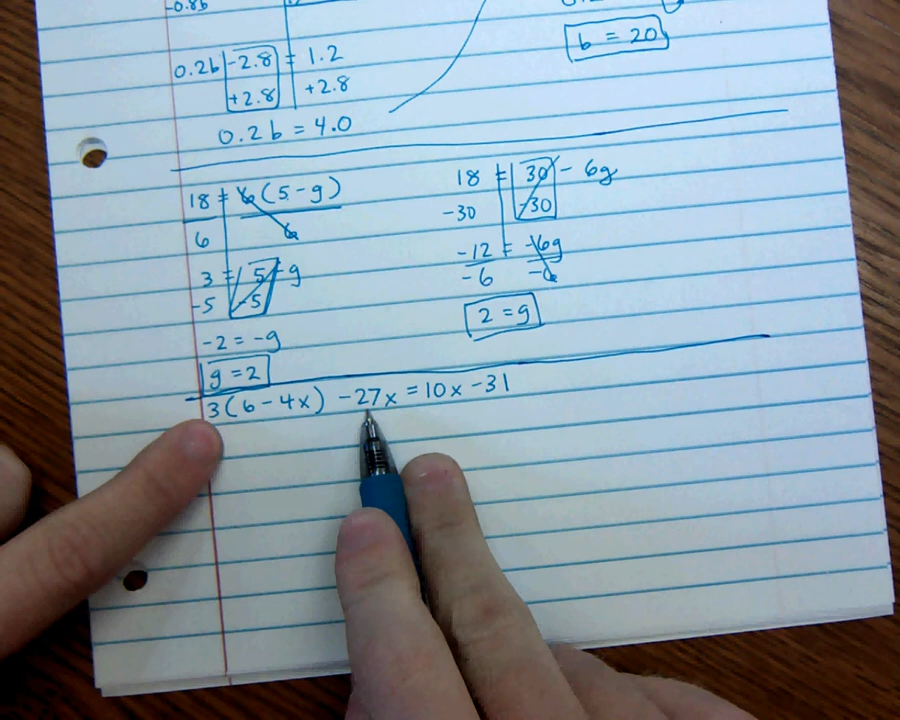 -0.8b
0.2b -2.8 = 1.2
+2.8 +2.8
0.2b = 4.0
b = 20
18 = 6(5-g)
6 6
3 = 5-g
-5 -5
-2 = -g
g = 2
18 = 30 - 6g
-30 -30
-12 = -6g
-6 -6
2 = g
3(6-4x) -27x = 10x -31